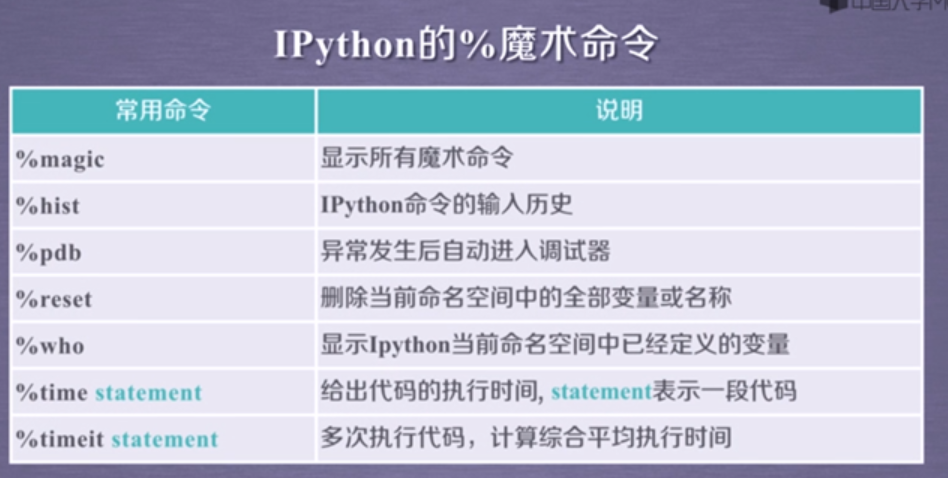 IPython的%魔术命令
常用命令 说明
%magic 显示所有魔术命令
%hist IPython命令的输入历史
%pdb 异常发生后自动进入调试器
%reset 删除当前命名空间中的全部变量或名称
%who 显示Ipython当前命名空间中已经定义的变量
%time statement 给出代码的执行时间, statement表示一段代码
%timeit statement 多次执行代码，计算综合平均执行时间